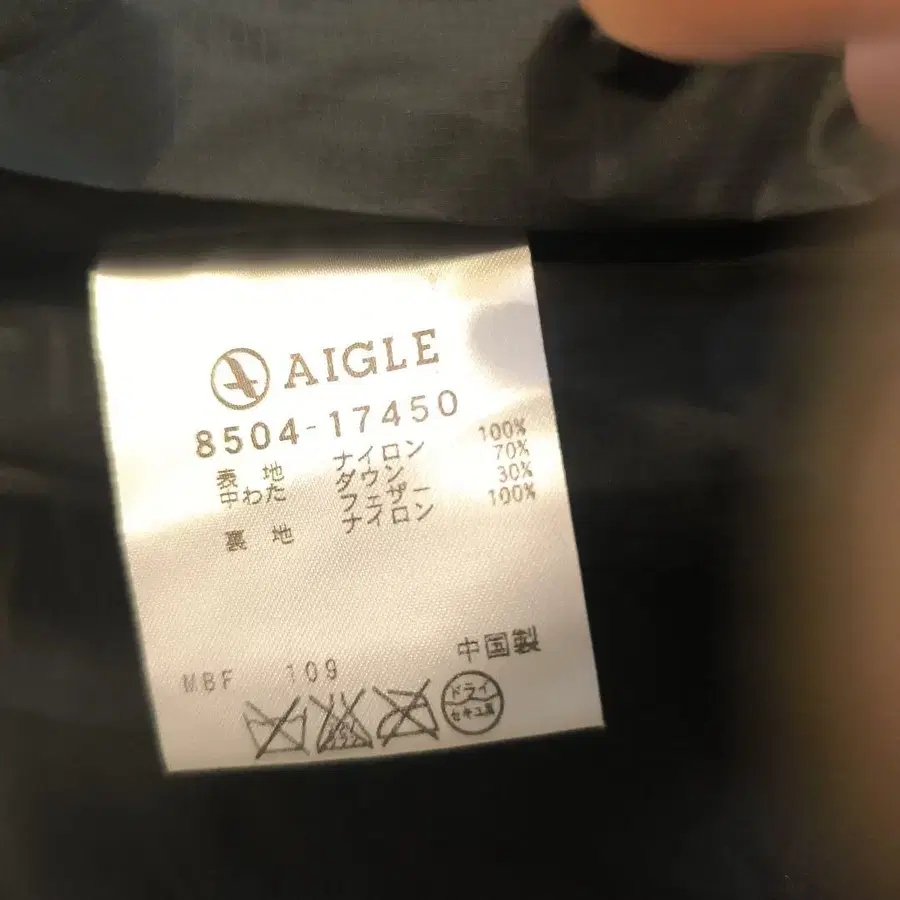 AIGLE
8504-17450
表 地 ナイロン 100%
中わた ダウン 70%
フェザー 30%
裏 地 ナイロン 100%
中国製
MBF 109
ドライ
セキユ系